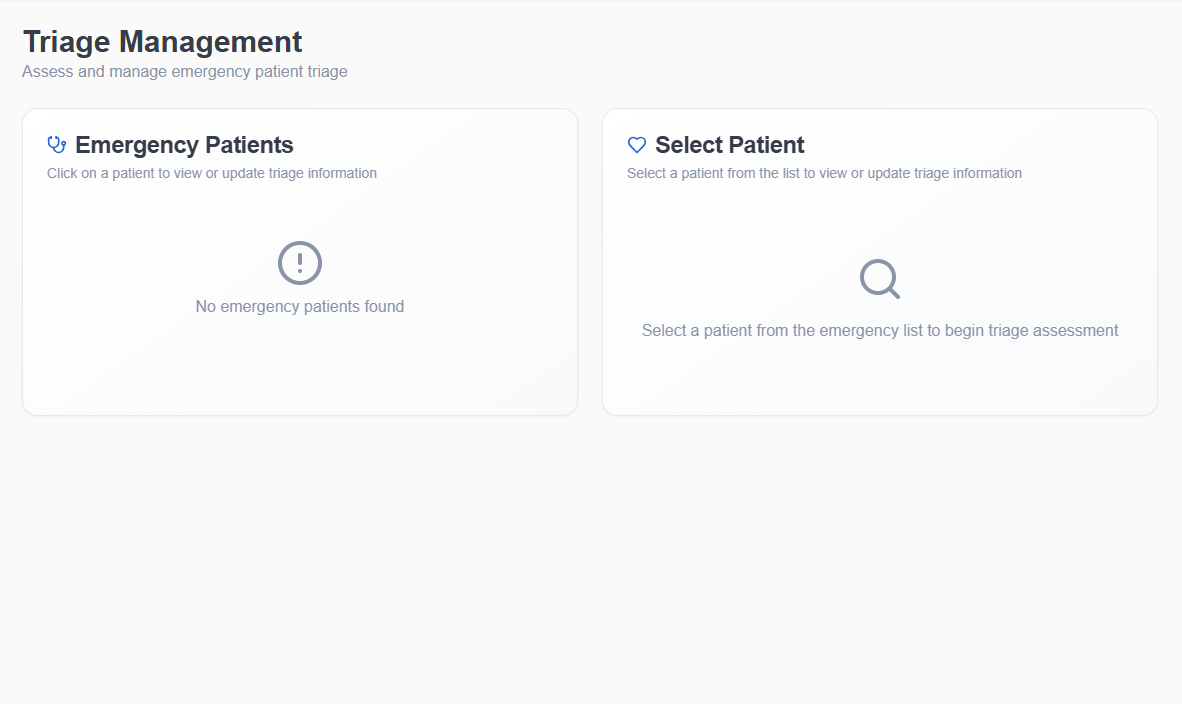 Triage Management
Assess and manage emergency patient triage
Emergency Patients
Click on a patient to view or update triage information
No emergency patients found
Select Patient
Select a patient from the list to view or update triage information
Select a patient from the emergency list to begin triage assessment